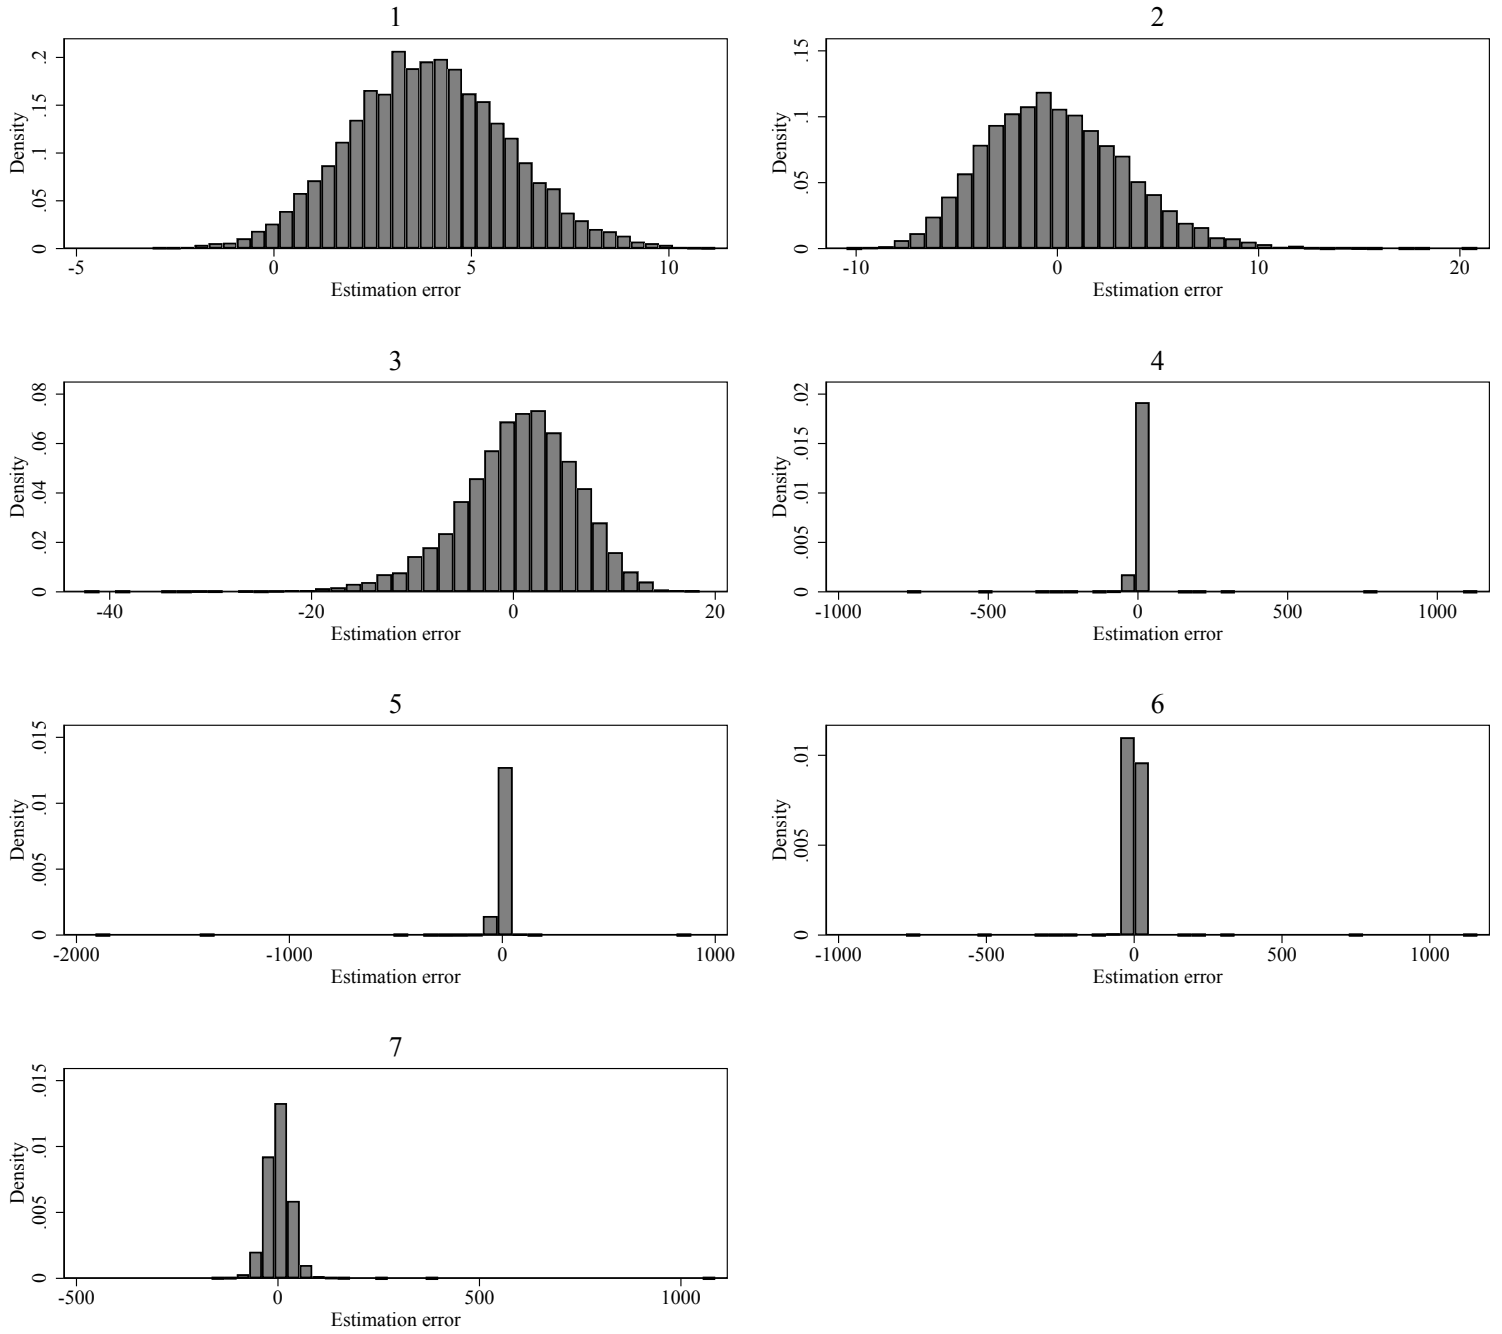 1
2
Density
0 .05 .1 .15 .2
-5 0 5 10
Estimation error
Density
0 .05 .1 .15
-10 0 10 20
Estimation error
3
4
Density
0 .02 .04 .06 .08
-40 -20 0 20
Estimation error
Density
0 .005 .01 .015 .02
-1000 -500 0 500 1000
Estimation error
5
6
Density
0 .005 .01 .015
-2000 -1000 0 1000
Estimation error
Density
0 .005 .01
-1000 -500 0 500 1000
Estimation error
7
Density
0 .005 .01 .015
-500 0 500 1000
Estimation error